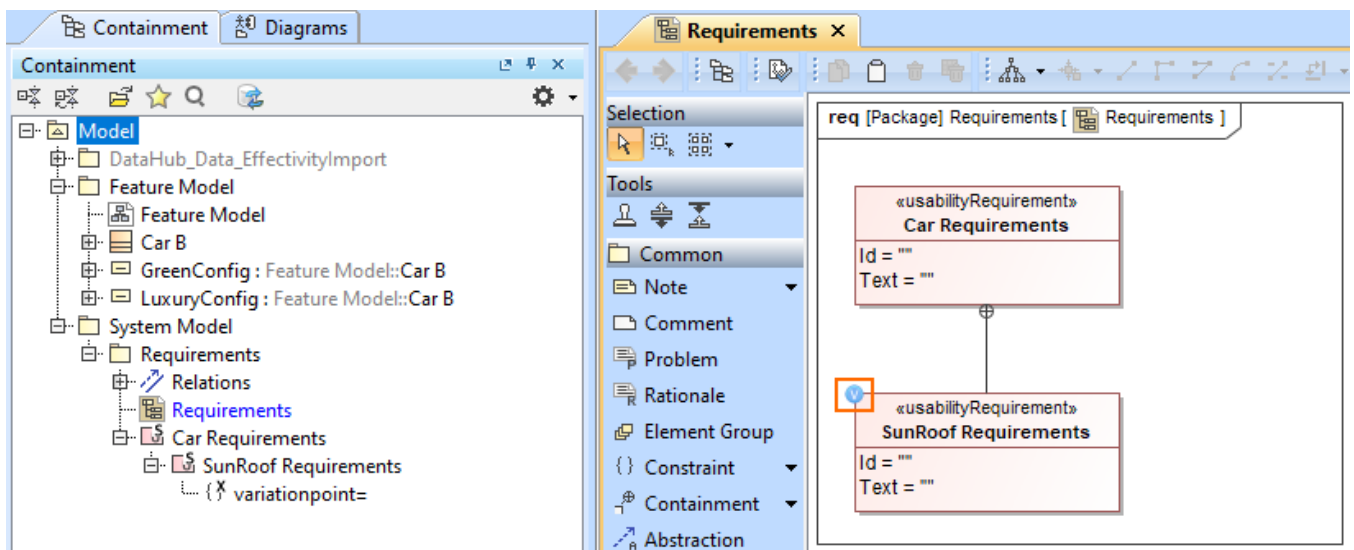 Containment
Diagrams
Containment
Model
DataHub_Data_EffectivityImport
Feature Model
Feature Model
Car B
GreenConfig : Feature Model::Car B
LuxuryConfig : Feature Model::Car B
System Model
Requirements
Relations
Requirements
Car Requirements
SunRoof Requirements
variationpoint=
Requirements
Selection
Tools
Common
Note
Comment
Problem
Rationale
Element Group
Constraint
Containment
Abstraction
req [Package] Requirements [ Requirements ]
«usabilityRequirement»
Car Requirements
Id = ""
Text = ""
V
«usabilityRequirement»
SunRoof Requirements
Id = ""
Text = ""